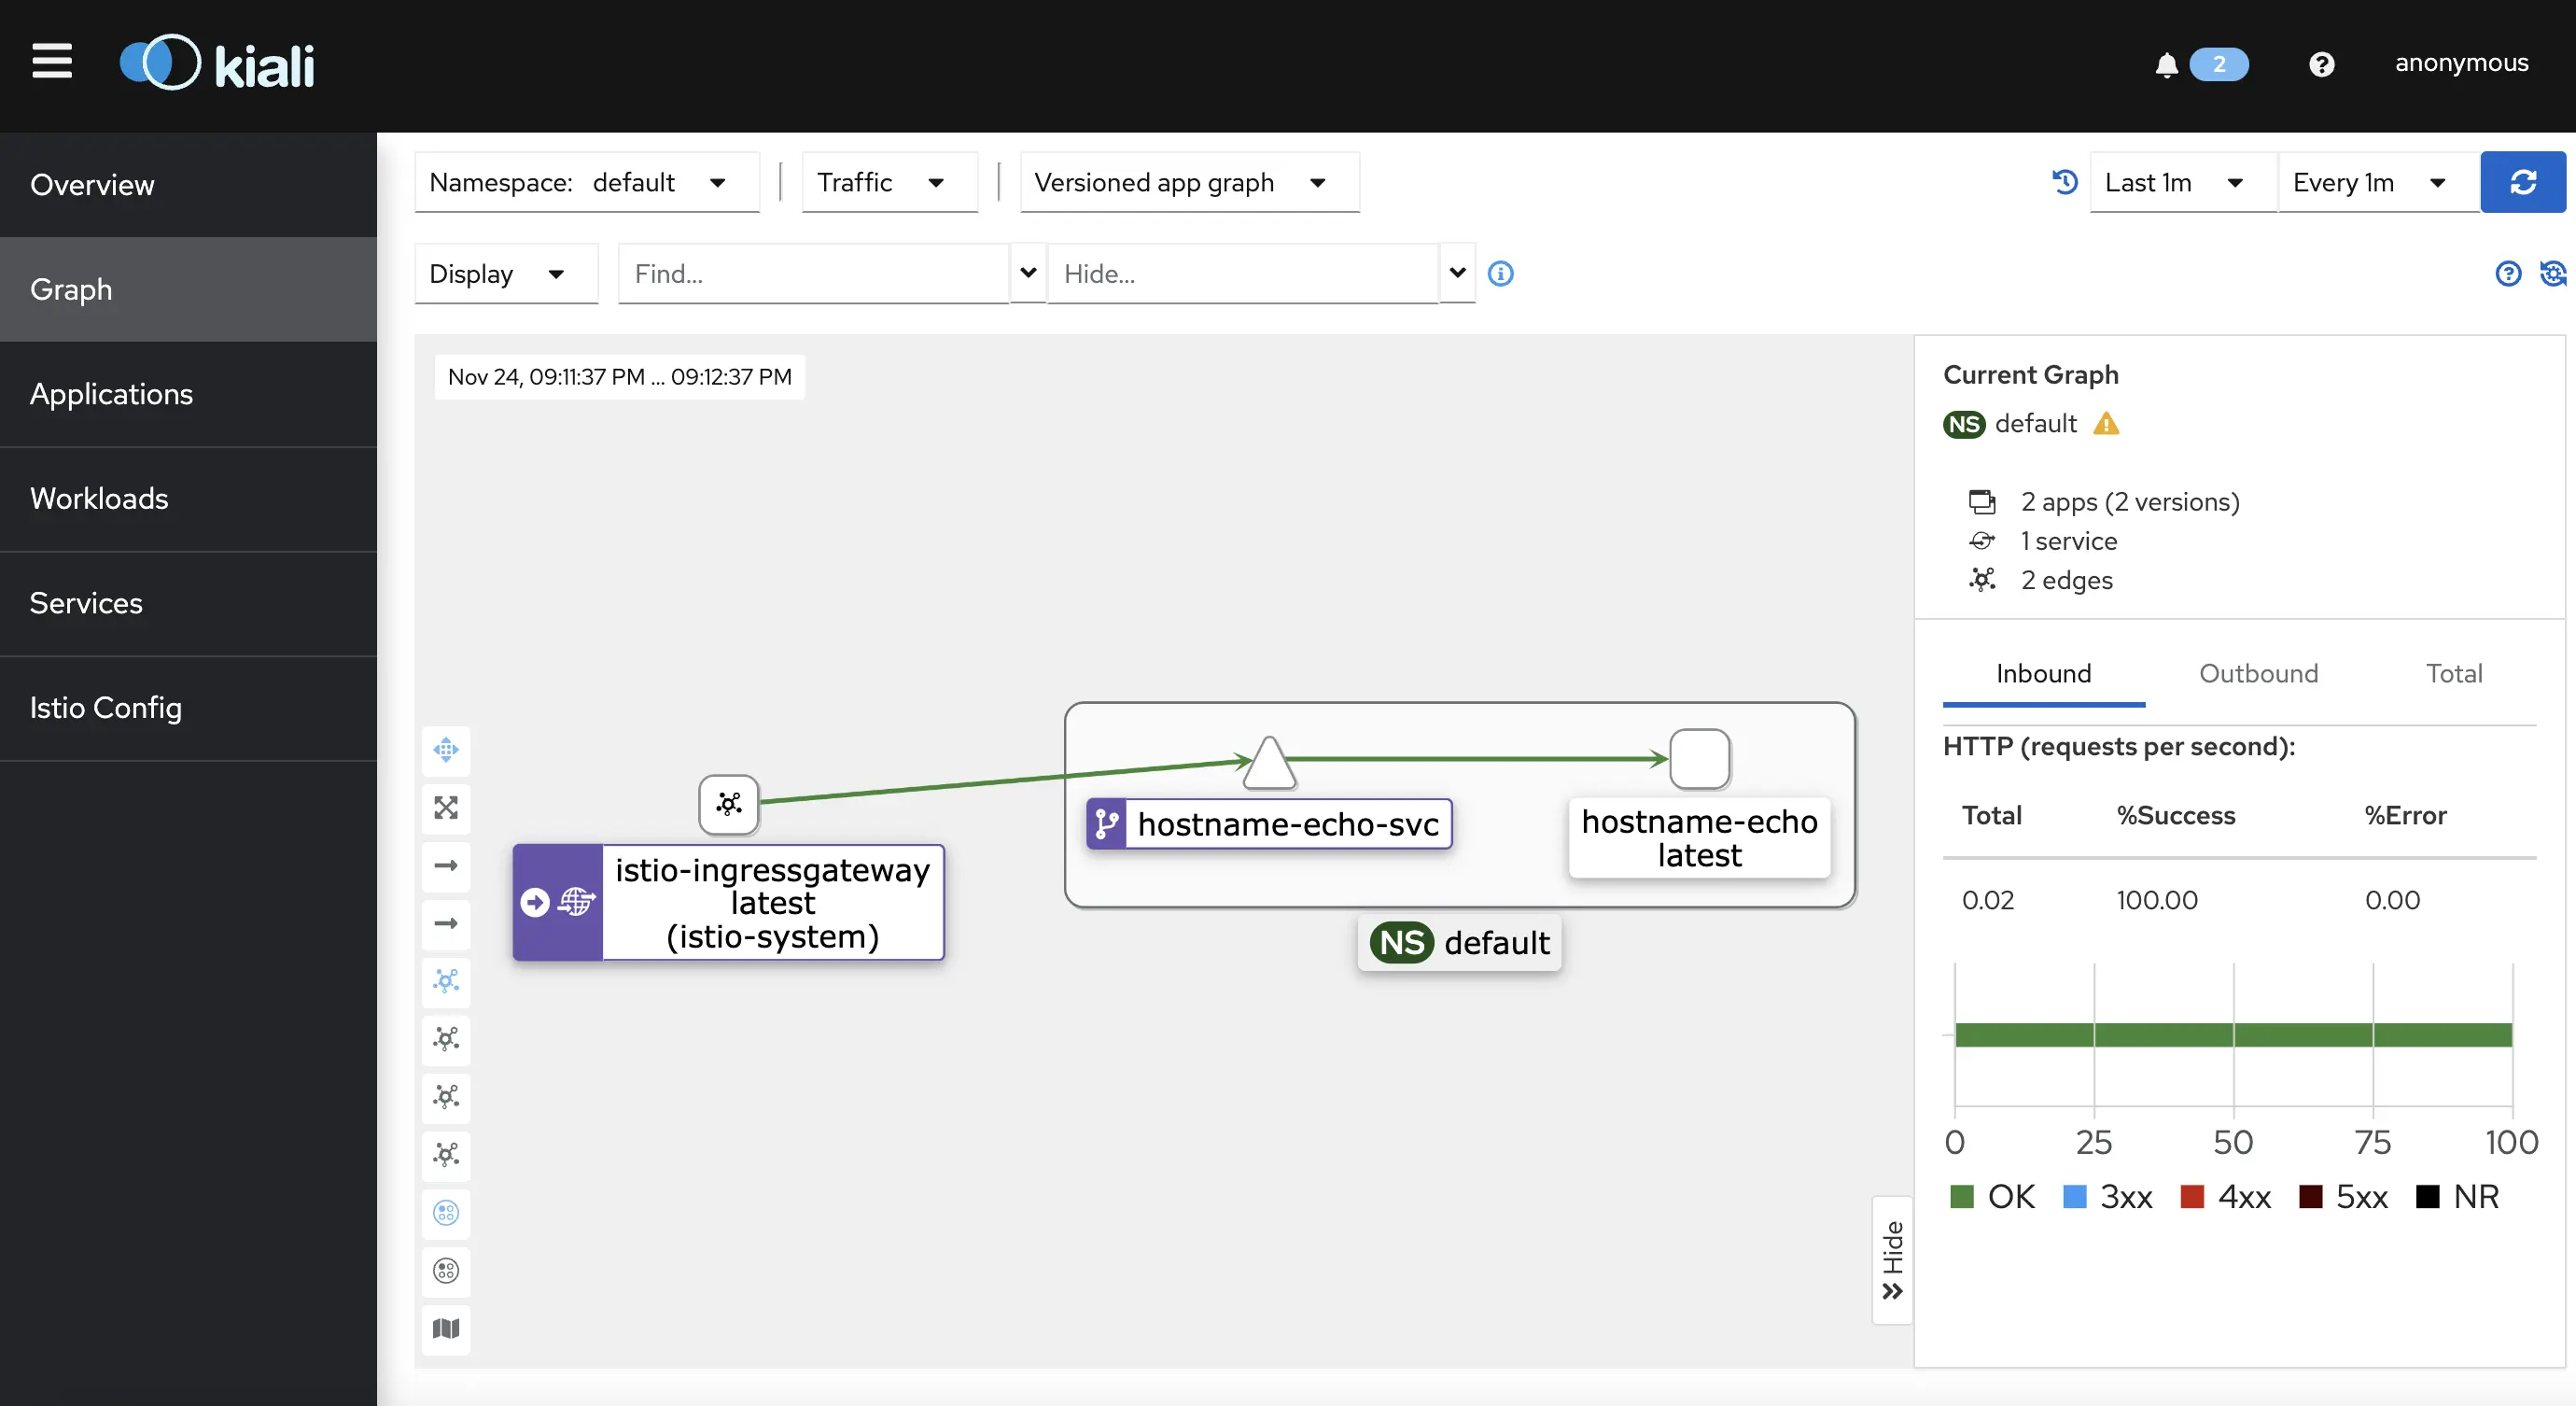 kiali
2
anonymous
Overview
Graph
Applications
Workloads
Services
Istio Config
Namespace: default
Traffic
Versioned app graph
Last 1m
Every 1m
Display
Find...
Hide...
Nov 24, 09:11:37 PM ... 09:12:37 PM
istio-ingressgateway
latest
(istio-system)
hostname-echo-svc
hostname-echo
latest
NS default
Hide
Current Graph
NS default
2 apps (2 versions)
1 service
2 edges
Inbound Outbound Total
HTTP (requests per second):
Total %Success %Error
0.02 100.00 0.00
0 25 50 75 100
OK 3xx 4xx 5xx NR